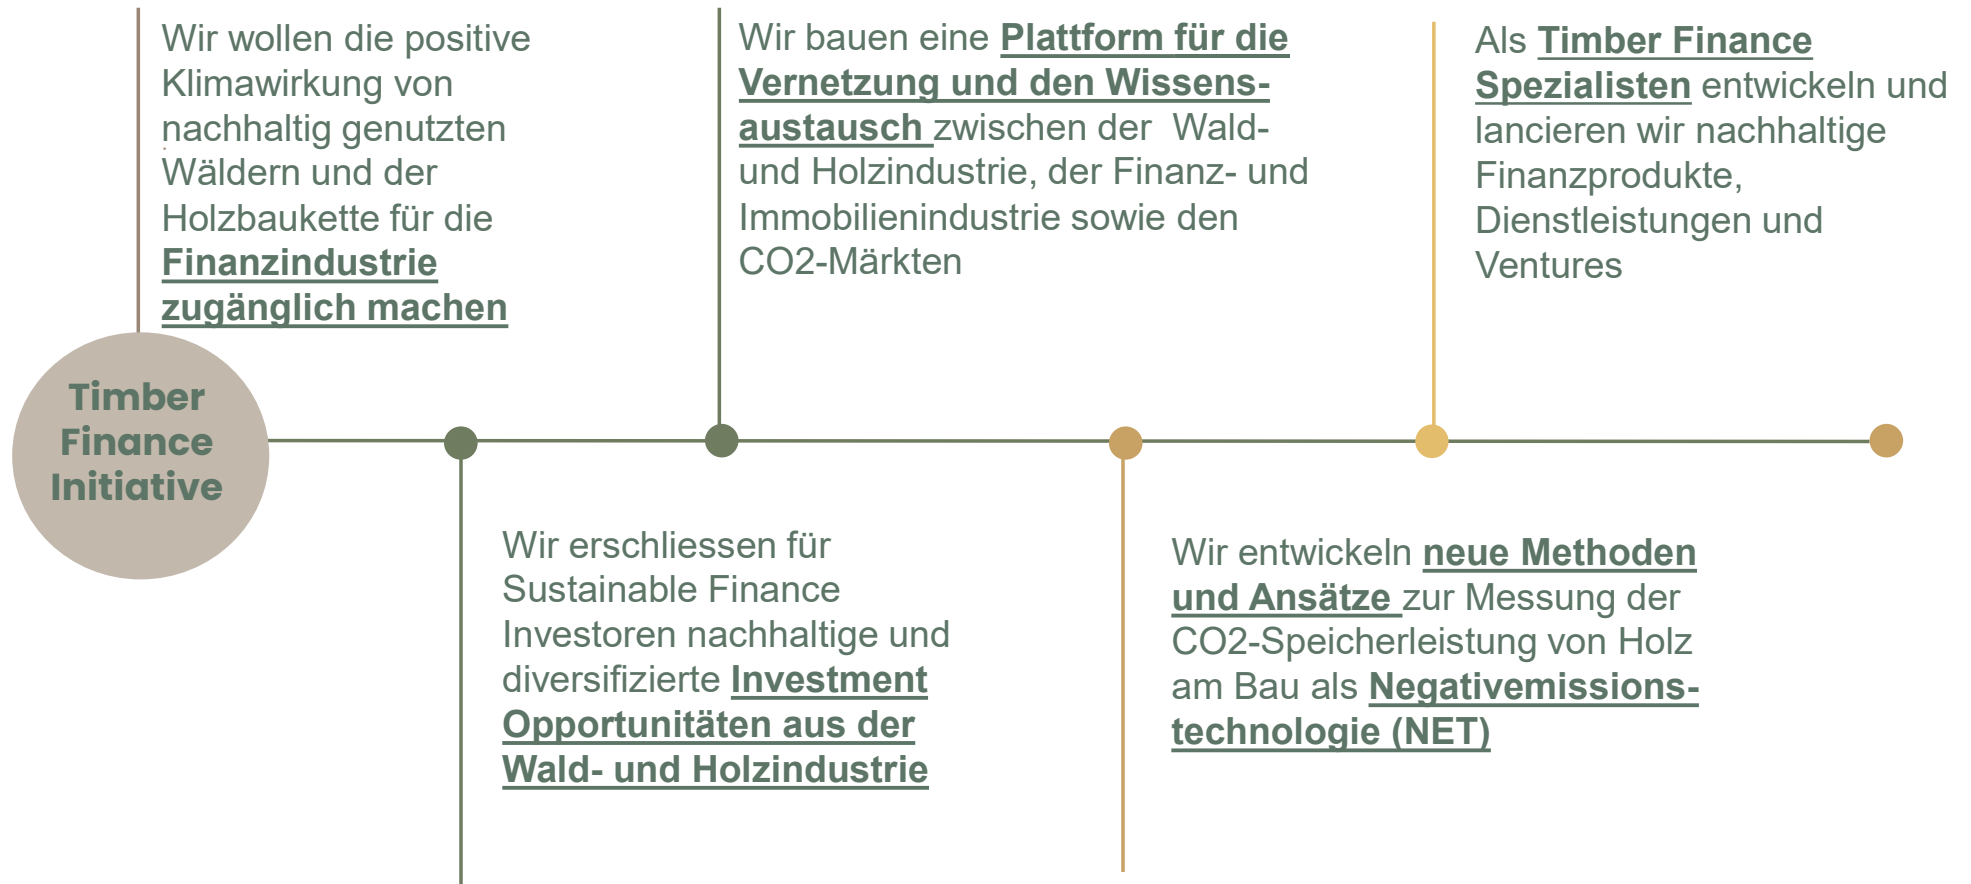 Wir wollen die positive
Klimawirkung von
nachhaltig genutzten
Wäldern und der
Holzbaukette für die
Finanzindustrie
zugänglich machen
Timber
Finance
Initiative
Wir erschliessen für
Sustainable Finance
Investoren nachhaltige und
diversifizierte Investment
Opportunitäten aus der
Wald- und Holzindustrie
Wir bauen eine Plattform für die
Vernetzung und den Wissens-
austausch zwischen der Wald-
und Holzindustrie, der Finanz- und
Immobilienindustrie sowie den
CO2-Märkten
Wir entwickeln neue Methoden
und Ansätze zur Messung der
CO2-Speicherleistung von Holz
am Bau als Negativemissions-
technologie (NET)
Als Timber Finance
Spezialisten entwickeln und
lancieren wir nachhaltige
Finanzprodukte,
Dienstleistungen und
Ventures